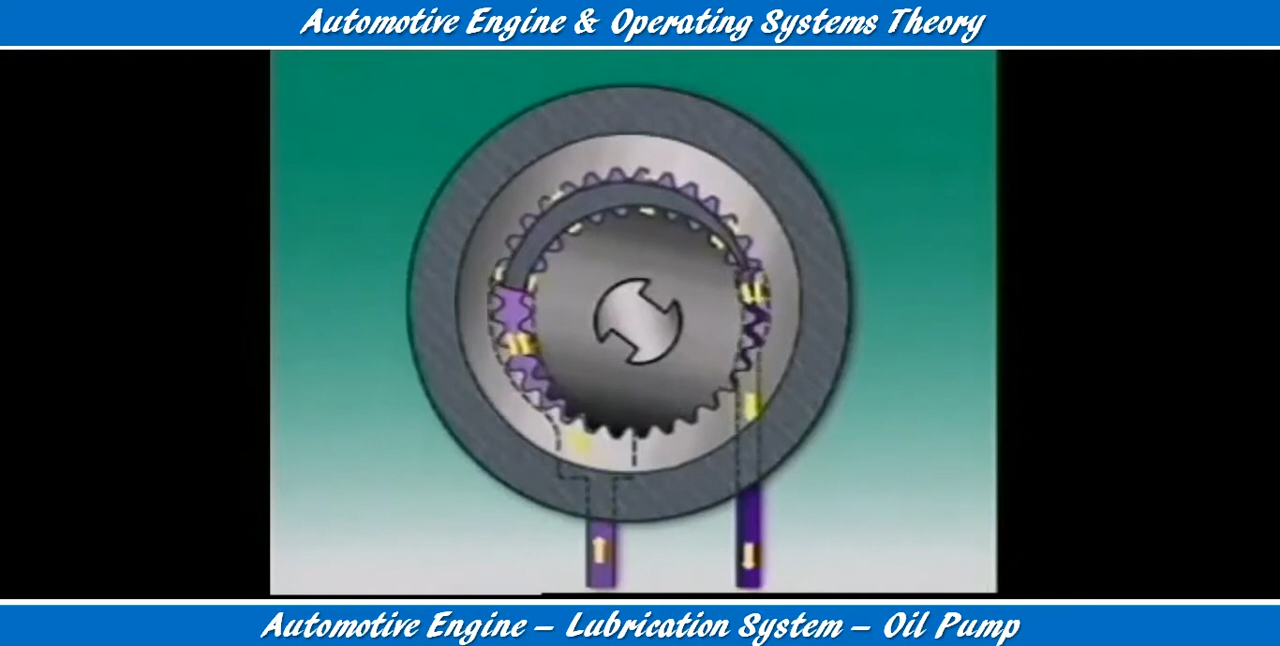 Automotive Engine & Operating Systems Theory
Automotive Engine – Lubrication System – Oil Pump